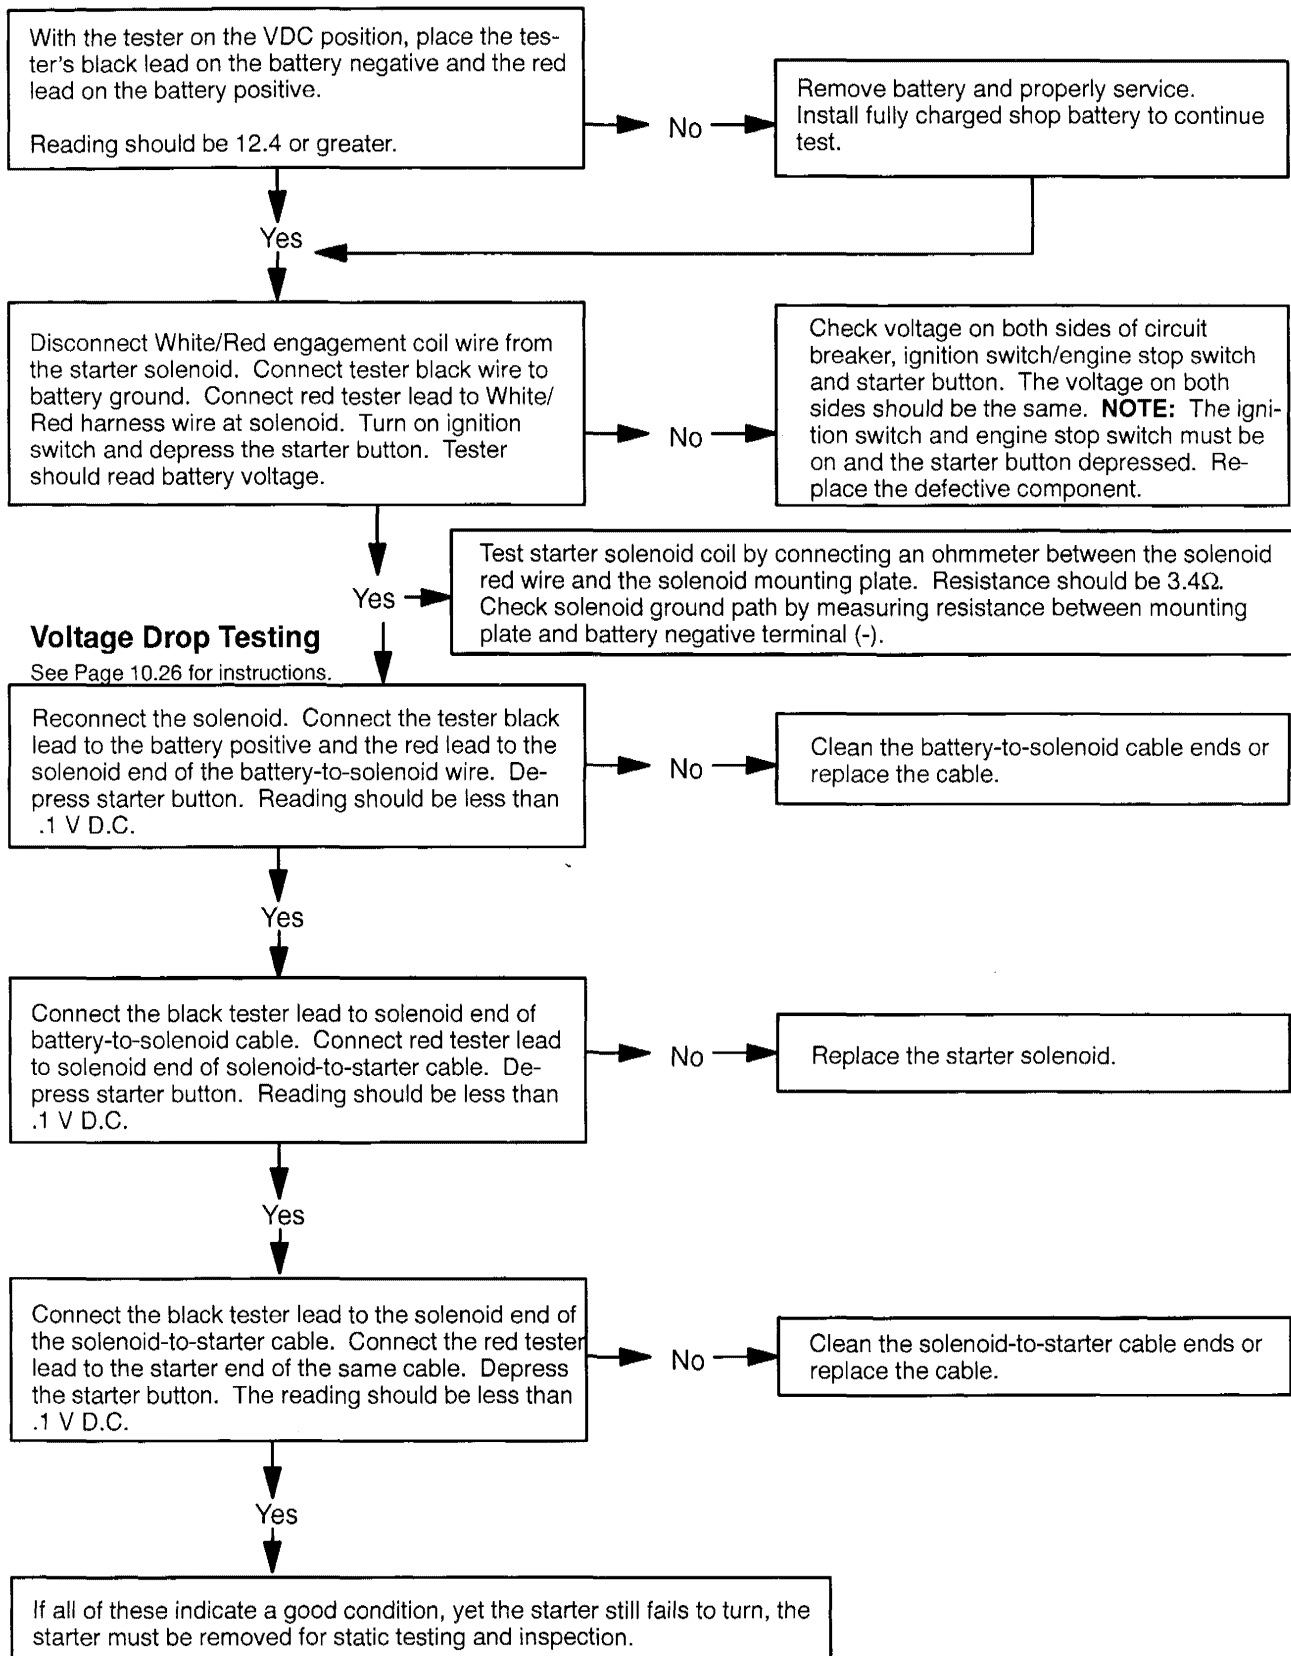 With the tester on the VDC position, place the tes-
ter's black lead on the battery negative and the red
lead on the battery positive.
Reading should be 12.4 or greater.
No
Remove battery and properly service.
Install fully charged shop battery to continue
test.
Yes
Disconnect White/Red engagement coil wire from
the starter solenoid. Connect tester black wire to
battery ground. Connect red tester lead to White/
Red harness wire at solenoid. Turn on ignition
switch and depress the starter button. Tester
should read battery voltage.
No
Check voltage on both sides of circuit
breaker, ignition switch/engine stop switch
and starter button. The voltage on both
sides should be the same. NOTE: The igni-
tion switch and engine stop switch must be
on and the starter button depressed. Re-
place the defective component.
Yes
Test starter solenoid coil by connecting an ohmmeter between the solenoid
red wire and the solenoid mounting plate. Resistance should be 3.4Ω.
Check solenoid ground path by measuring resistance between mounting
plate and battery negative terminal (-).
Voltage Drop Testing
See Page 10.26 for instructions.
Reconnect the solenoid. Connect the tester black
lead to the battery positive and the red lead to the
solenoid end of the battery-to-solenoid wire. De-
press starter button. Reading should be less than
.1 V D.C.
No
Clean the battery-to-solenoid cable ends or
replace the cable.
Yes
Connect the black tester lead to solenoid end of
battery-to-solenoid cable. Connect red tester lead
to solenoid end of solenoid-to-starter cable. De-
press starter button. Reading should be less than
.1 V D.C.
No
Replace the starter solenoid.
Yes
Connect the black tester lead to the solenoid end of
the solenoid-to-starter cable. Connect the red tester
lead to the starter end of the same cable. Depress
the starter button. The reading should be less than
.1 V D.C.
No
Clean the solenoid-to-starter cable ends or
replace the cable.
Yes
If all of these indicate a good condition, yet the starter still fails to turn, the
starter must be removed for static testing and inspection.